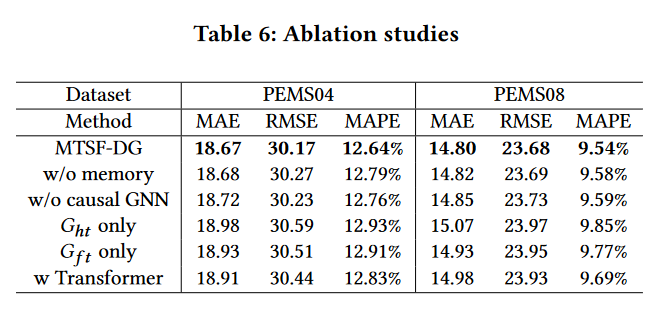 Table 6: Ablation studies
Dataset PEMS04 PEMS08
Method MAE RMSE MAPE MAE RMSE MAPE
MTSF-DG 18.67 30.17 12.64% 14.80 23.68 9.54%
w/o memory 18.68 30.27 12.79% 14.82 23.69 9.58%
w/o causal GNN 18.72 30.23 12.76% 14.85 23.73 9.59%
G_ht only 18.98 30.59 12.93% 15.07 23.97 9.85%
G_ft only 18.93 30.51 12.91% 14.93 23.95 9.77%
w Transformer 18.91 30.44 12.83% 14.98 23.93 9.69%